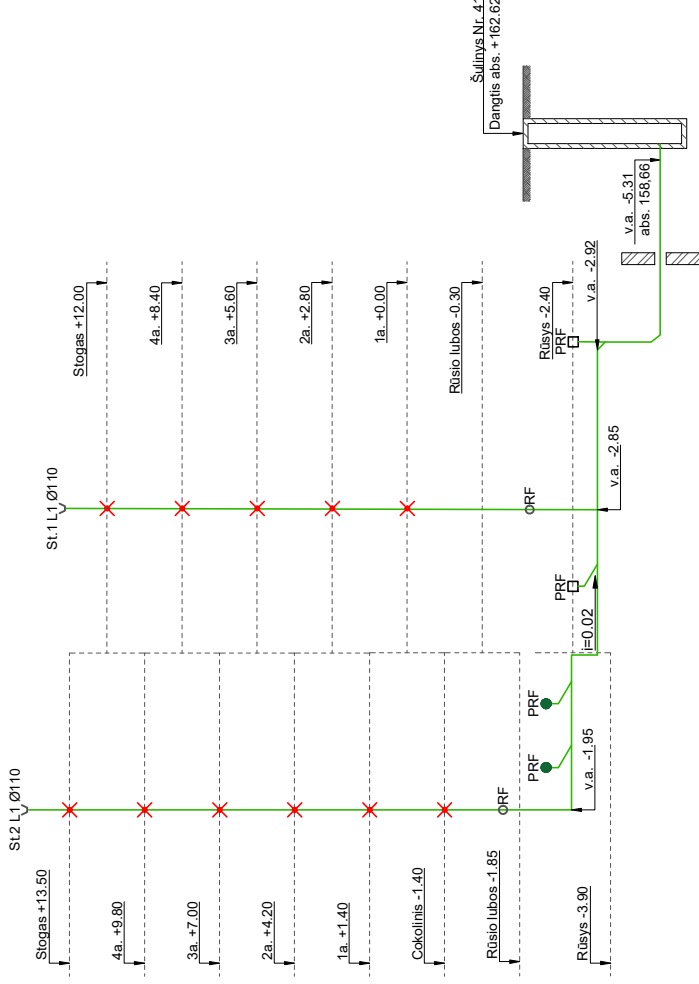 Šulinys Nr. 41
Dangtis abs. +162.62
v.a. -5.31
abs. 158,66
Stogas +12.00
4a. +8.40
3a. +5.60
2a. +2.80
1a. +0.00
Rūsio lubos -0.30
Rūsys -2.40
PRF
v.a. -2.92
St.1 L1 Ø110
ORF
v.a. -2.85
PRF
i=0.02
St.2 L1 Ø110
PRF
PRF
ORF
v.a. -1.95
Stogas +13.50
4a. +9.80
3a. +7.00
2a. +4.20
1a. +1.40
Cokolinis -1.40
Rūsio lubos -1.85
Rūsys -3.90